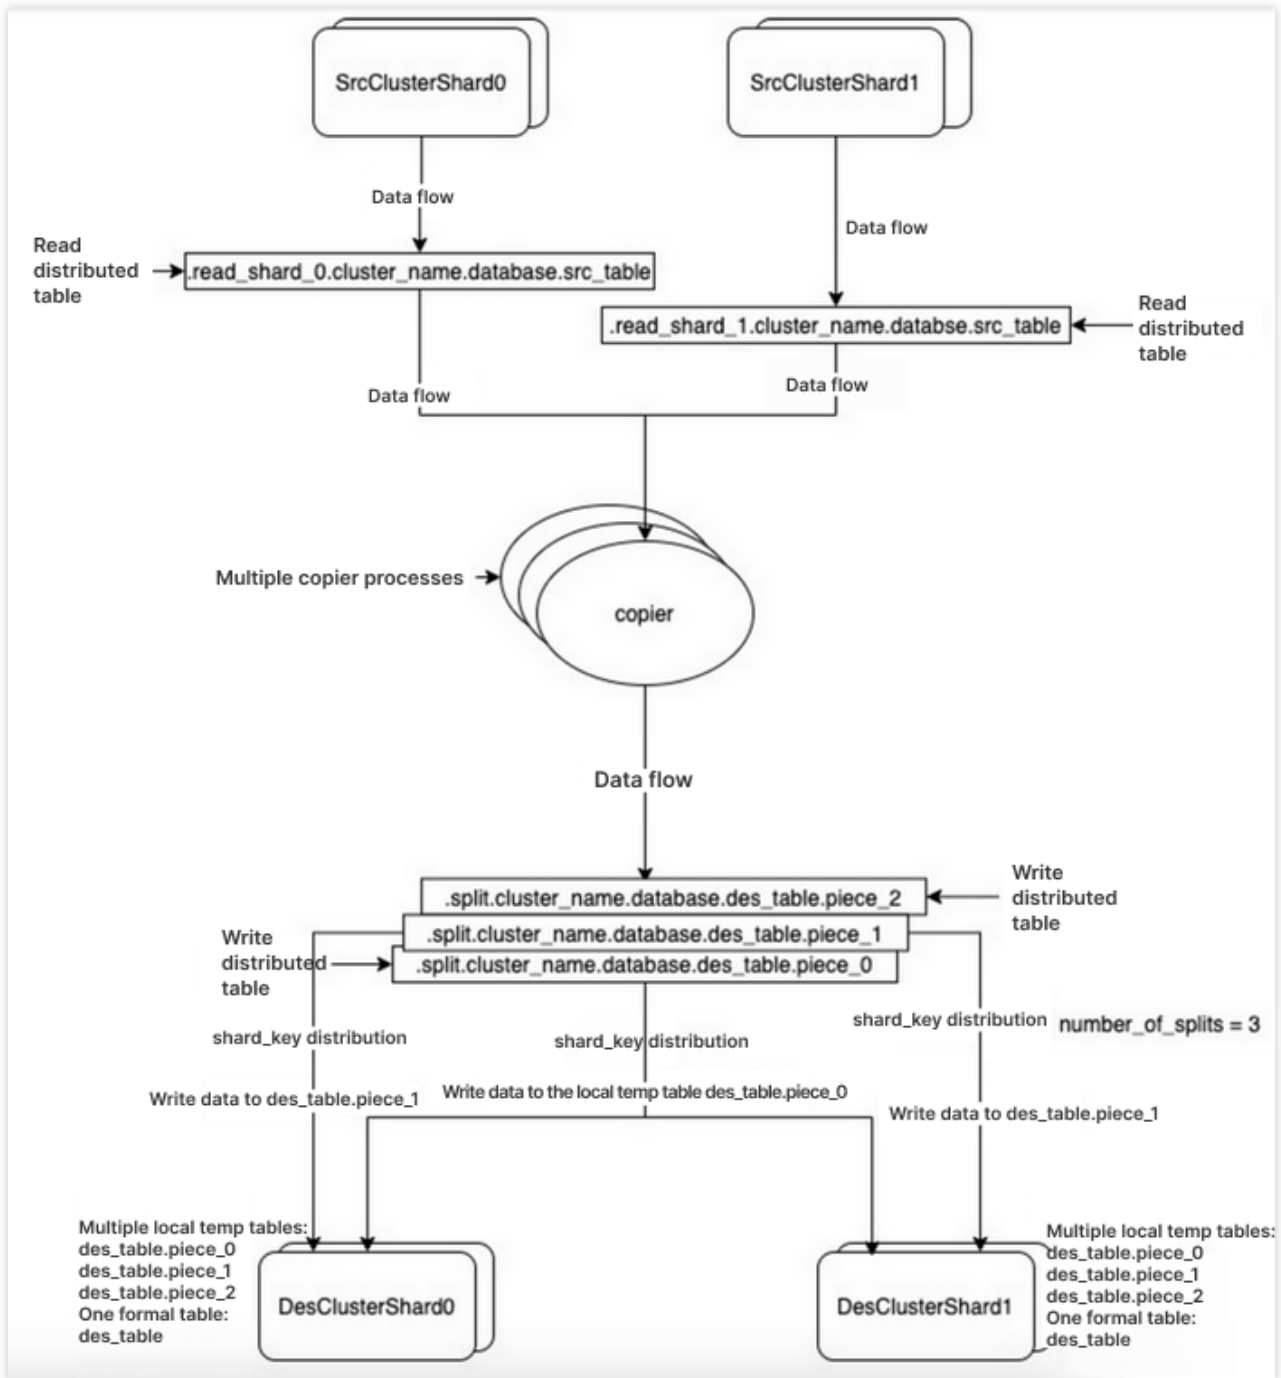 SrcClusterShard0
SrcClusterShard1
Data flow
Data flow
Read
distributed
table
.read_shard_0.cluster_name.database.src_table
.read_shard_1.cluster_name.databse.src_table
Read
distributed
table
Data flow
Data flow
Multiple copier processes
copier
Data flow
.split.cluster_name.database.des_table.piece_2
Write
distributed
table
.split.cluster_name.database.des_table.piece_1
Write
distributed
table
.split.cluster_name.database.des_table.piece_0
shard_key distribution
shard_key distribution
shard_key distribution
number_of_splits = 3
Write data to des_table.piece_1
Write data to the local temp table des_table.piece_0
Write data to des_table.piece_1
Multiple local temp tables:
des_table.piece_0
des_table.piece_1
des_table.piece_2
One formal table:
des_table
DesClusterShard0
DesClusterShard1
Multiple local temp tables:
des_table.piece_0
des_table.piece_1
des_table.piece_2
One formal table:
des_table